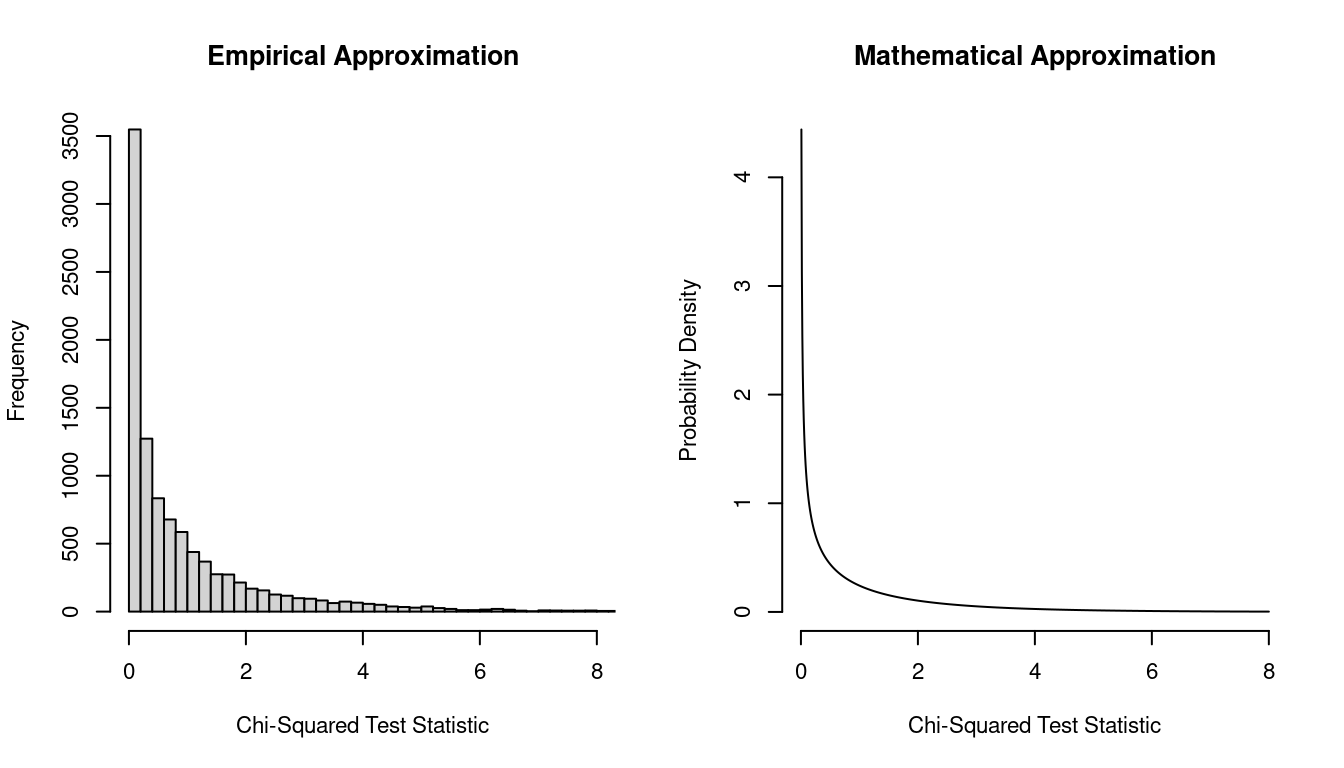 Empirical Approximation
Frequency
0 500 1000 1500 2000 2500 3000 3500
0 2 4 6 8
Chi-Squared Test Statistic
Mathematical Approximation
Probability Density
0 1 2 3 4
0 2 4 6 8
Chi-Squared Test Statistic